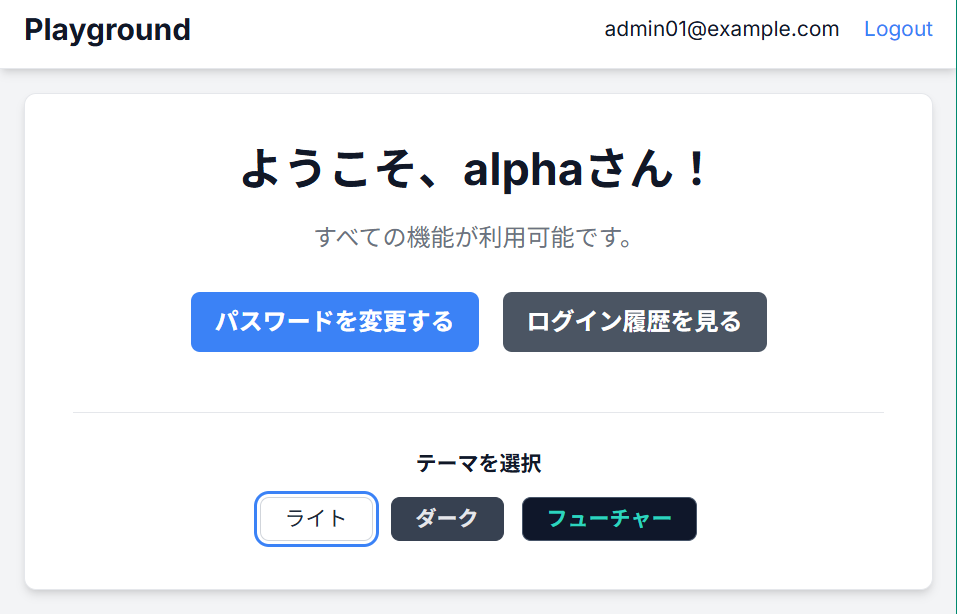 Playground
admin01@example.com Logout
ようこそ、alphaさん！
すべての機能が利用可能です。
パスワードを変更する ログイン履歴を見る
テーマを選択
ライト ダーク フューチャー